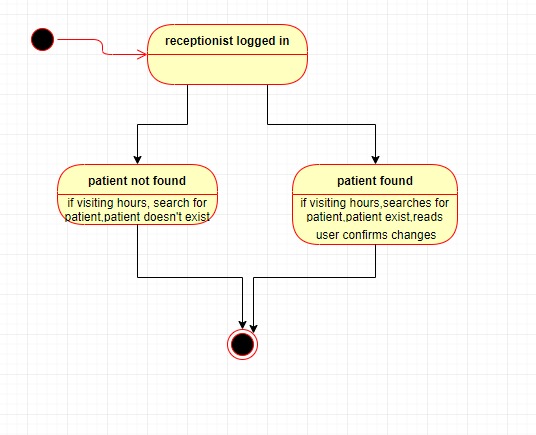 receptionist logged in
patient not found
if visiting hours, search for
patient,patient doesn't exist
patient found
if visiting hours,searches for
patient,patient exist,reads
user confirms changes